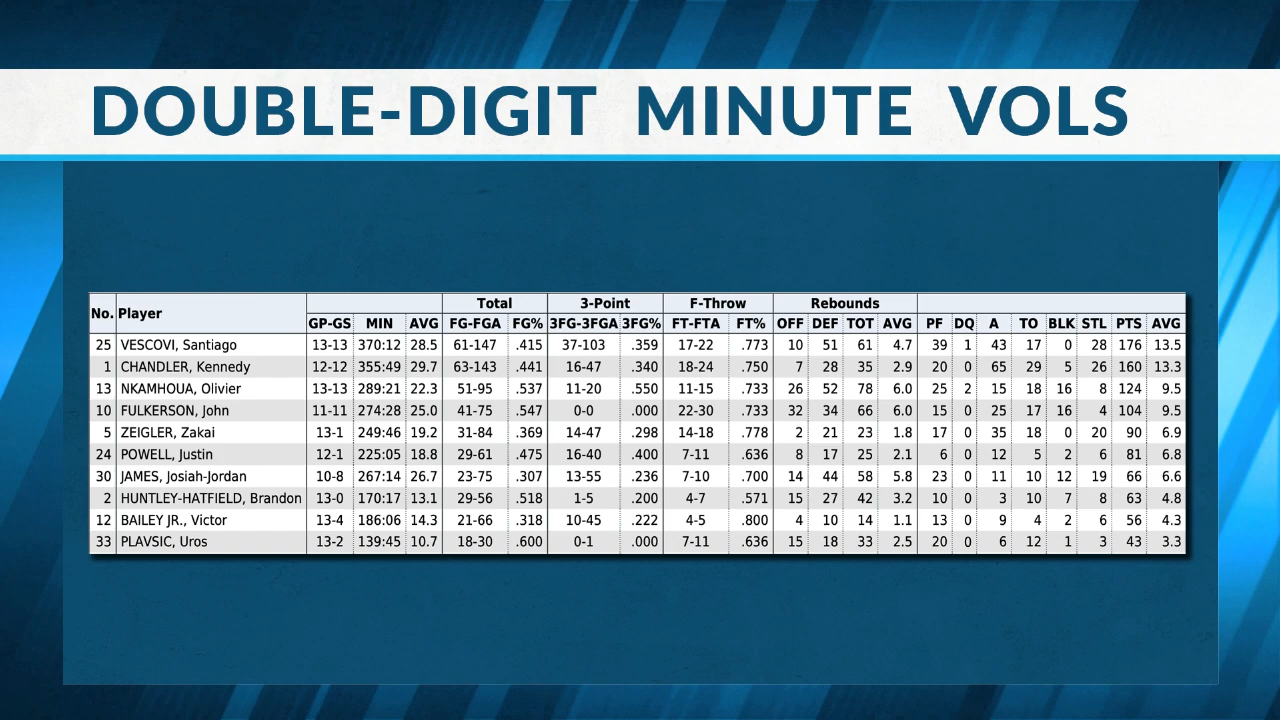 DOUBLE-DIGIT MINUTE VOLS
No. Player Total 3-Point F-Throw Rebounds
GP-GS MIN AVG FG-FGA FG% 3FG-3FGA 3FG% FT-FTA FT% OFF DEF TOT AVG PF DQ A TO BLK STL PTS AVG
25 VESCOVI, Santiago 13-13 370:12 28.5 61-147 .415 37-103 .359 17-22 .773 10 51 61 4.7 39 1 43 17 0 28 176 13.5
1 CHANDLER, Kennedy 12-12 355:49 29.7 63-143 .441 16-47 .340 18-24 .750 7 28 35 2.9 20 0 65 29 5 26 160 13.3
13 NKAMHOUA, Olivier 13-13 289:21 22.3 51-95 .537 11-20 .550 11-15 .733 26 52 78 6.0 25 2 15 18 16 8 124 9.5
10 FULKERSON, John 11-11 274:28 25.0 41-75 .547 0-0 .000 22-30 .733 32 34 66 6.0 15 0 25 17 16 4 104 9.5
5 ZEIGLER, Zakai 13-1 249:46 19.2 31-84 .369 14-47 .298 14-18 .778 2 21 23 1.8 17 0 35 18 0 20 90 6.9
24 POWELL, Justin 12-1 225:05 18.8 29-61 .475 16-40 .400 7-11 .636 8 17 25 2.1 6 0 12 5 2 6 81 6.8
30 JAMES, Josiah-Jordan 10-8 267:14 26.7 23-75 .307 13-55 .236 7-10 .700 14 44 58 5.8 23 0 11 10 12 19 66 6.6
2 HUNTLEY-HATFIELD, Brandon 13-0 170:17 13.1 29-56 .518 1-5 .200 4-7 .571 15 27 42 3.2 10 0 3 10 7 8 63 4.8
12 BAILEY JR., Victor 13-4 186:06 14.3 21-66 .318 10-45 .222 4-5 .800 4 10 14 1.1 13 0 9 4 2 6 56 4.3
33 PLAVSIC, Uros 13-2 139:45 10.7 18-30 .600 0-1 .000 7-11 .636 15 18 33 2.5 20 0 6 12 1 3 43 3.3